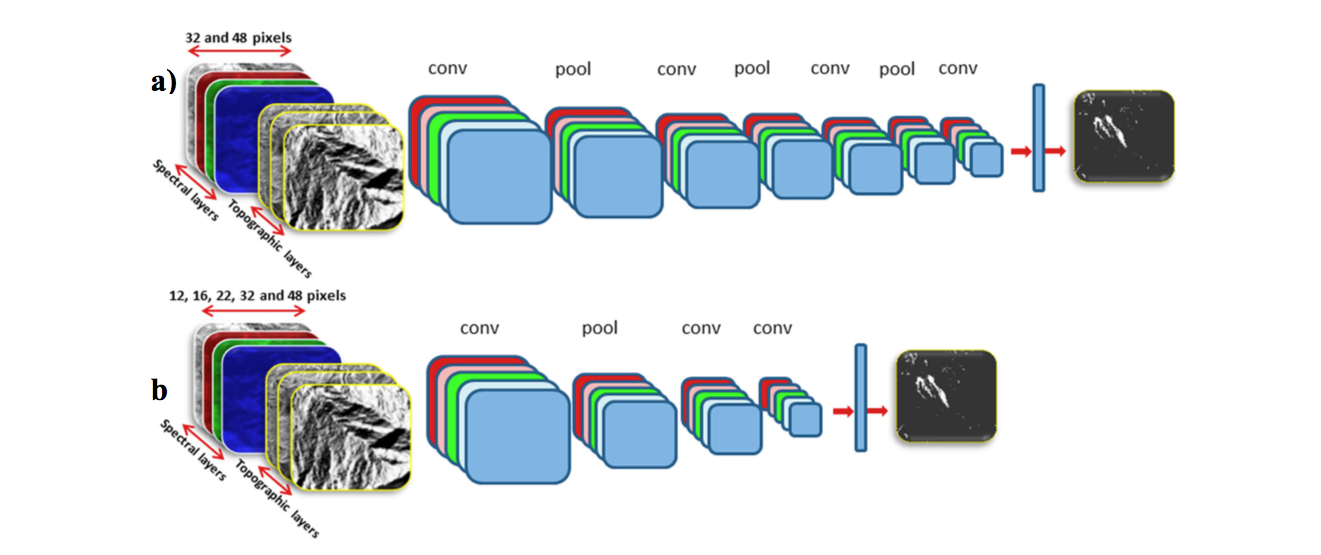 32 and 48 pixels
a)
conv
pool
conv
pool
conv
pool
conv
Spectral layers
Topographic layers
12, 16, 22, 32 and 48 pixels
b
conv
pool
conv
conv
Spectral layers
Topographic layers